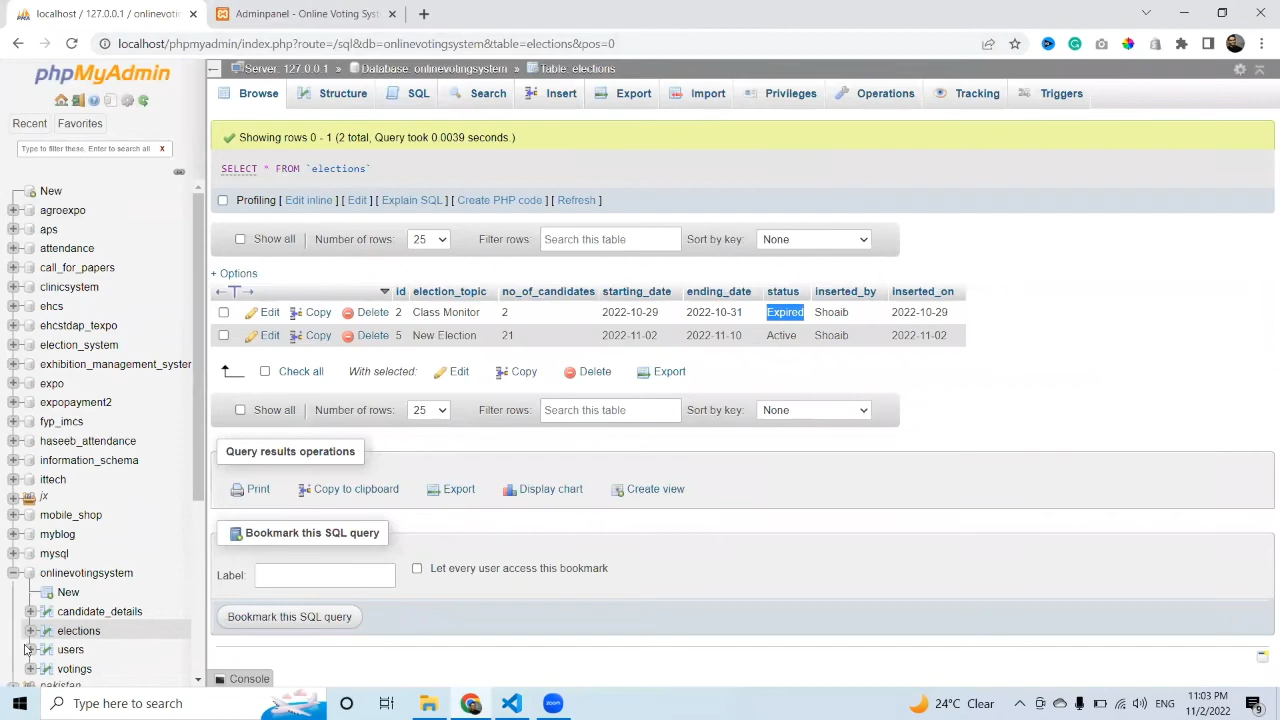 localhost / 127.0.0.1 / onlinevoti
Adminpanel - Online Voting Syst
localhost/phpmyadmin/index.php?route=/sql&db=onlinevotingsystem&table=elections&pos=0
phpMyAdmin
Server: 127.0.0.1 » Database: onlinevotingsystem » Table: elections
Browse Structure SQL Search Insert Export Import Privileges Operations Tracking Triggers
Recent Favorites
Type to filter these, Enter to search all X
New
agroexpo
aps
attendance
call_for_papers
clinicsystem
ehcs
ehcstdap_texpo
election_system
exhibition_management_system
expo
expopayment2
fyp_imcs
haseeb_attendance
information_schema
ittech
jx
mobile_shop
myblog
mysql
onlinevotingsystem
New
candidate_details
elections
users
votings
pakistan
Showing rows 0 - 1 (2 total, Query took 0.0039 seconds.)
SELECT * FROM `elections`
Profiling [ Edit inline ] [ Edit ] [ Explain SQL ] [ Create PHP code ] [ Refresh ]
Show all Number of rows: 25 Filter rows: Search this table Sort by key: None
+ Options
id election_topic no_of_candidates starting_date ending_date status inserted_by inserted_on
Edit Copy Delete 2 Class Monitor 2 2022-10-29 2022-10-31 Expired Shoaib 2022-10-29
Edit Copy Delete 5 New Election 21 2022-11-02 2022-11-10 Active Shoaib 2022-11-02
Check all With selected: Edit Copy Delete Export
Show all Number of rows: 25 Filter rows: Search this table Sort by key: None
Query results operations
Print Copy to clipboard Export Display chart Create view
Bookmark this SQL query
Label: Let every user access this bookmark
Bookmark this SQL query
Console
Type here to search
24°C Clear
ENG
11:03 PM
11/2/2022
9